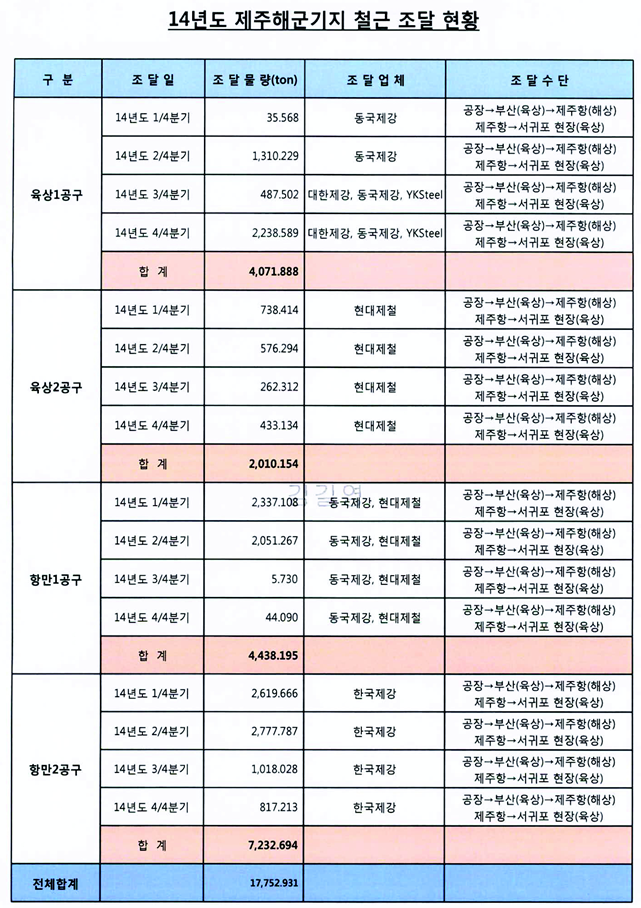 14년도 제주해군기지 철근 조달 현황
구 분 조 달 일 조 달 물 량(ton) 조 달 업 체 조 달 수 단
육상1공구
14년도 1/4분기 35.568 동국제강 공장→부산(육상)→제주항(해상)
제주항→서귀포 현장(육상)
14년도 2/4분기 1,310.229 동국제강 공장→부산(육상)→제주항(해상)
제주항→서귀포 현장(육상)
14년도 3/4분기 487.502 대한제강, 동국제강, YKSteel 공장→부산(육상)→제주항(해상)
제주항→서귀포 현장(육상)
14년도 4/4분기 2,238.589 대한제강, 동국제강, YKSteel 공장→부산(육상)→제주항(해상)
제주항→서귀포 현장(육상)
합 계 4,071.888
육상2공구
14년도 1/4분기 738.414 현대제철 공장→부산(육상)→제주항(해상)
제주항→서귀포 현장(육상)
14년도 2/4분기 576.294 현대제철 공장→부산(육상)→제주항(해상)
제주항→서귀포 현장(육상)
14년도 3/4분기 262.312 현대제철 공장→부산(육상)→제주항(해상)
제주항→서귀포 현장(육상)
14년도 4/4분기 433.134 현대제철 공장→부산(육상)→제주항(해상)
제주항→서귀포 현장(육상)
합 계 2,010.154
항만1공구
14년도 1/4분기 2,337.108 동국제강, 현대제철 공장→부산(육상)→제주항(해상)
제주항→서귀포 현장(육상)
14년도 2/4분기 2,051.267 동국제강, 현대제철 공장→부산(육상)→제주항(해상)
제주항→서귀포 현장(육상)
14년도 3/4분기 5.730 동국제강, 현대제철 공장→부산(육상)→제주항(해상)
제주항→서귀포 현장(육상)
14년도 4/4분기 44.090 동국제강, 현대제철 공장→부산(육상)→제주항(해상)
제주항→서귀포 현장(육상)
합 계 4,438.195
항만2공구
14년도 1/4분기 2,619.666 한국제강 공장→부산(육상)→제주항(해상)
제주항→서귀포 현장(육상)
14년도 2/4분기 2,777.787 한국제강 공장→부산(육상)→제주항(해상)
제주항→서귀포 현장(육상)
14년도 3/4분기 1,018.028 한국제강 공장→부산(육상)→제주항(해상)
제주항→서귀포 현장(육상)
14년도 4/4분기 817.213 한국제강 공장→부산(육상)→제주항(해상)
제주항→서귀포 현장(육상)
합 계 7,232.694
전체합계 17,752.931